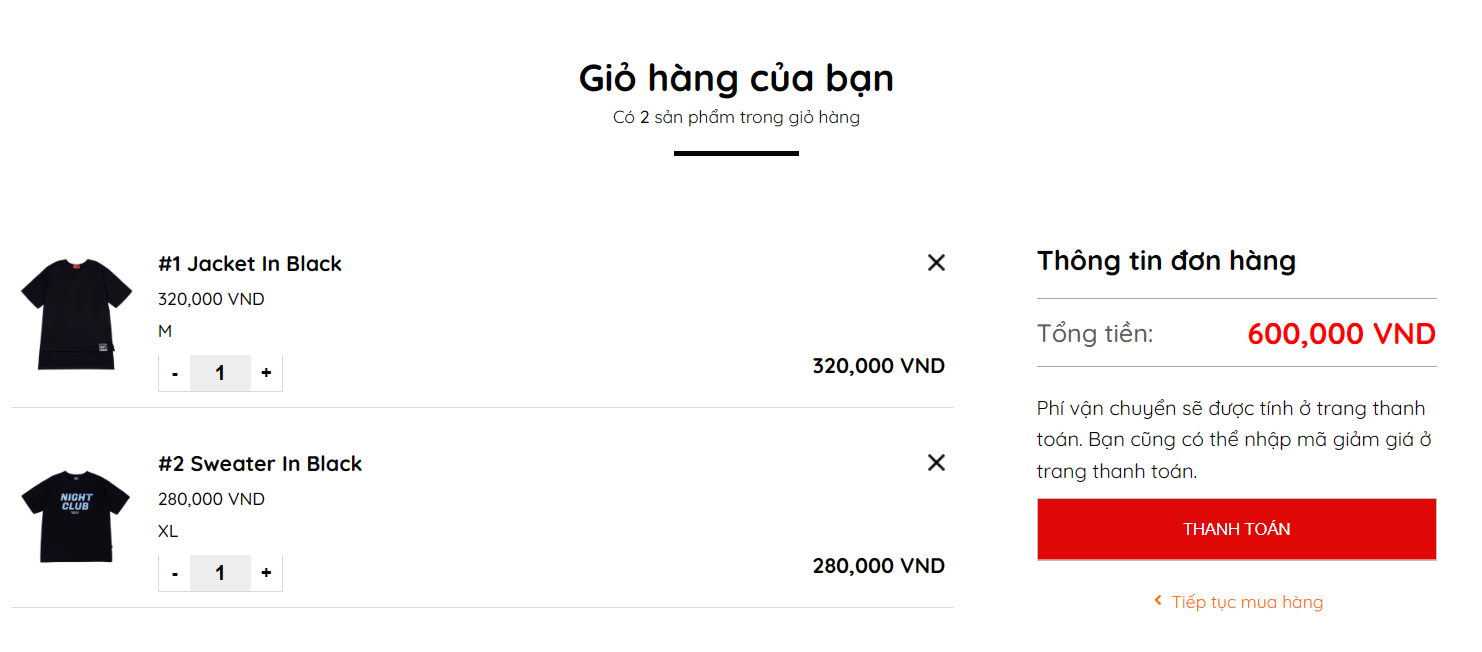 Giỏ hàng của bạn
Có 2 sản phẩm trong giỏ hàng
#1 Jacket In Black
320,000 VND
M
- 1 +
320,000 VND
#2 Sweater In Black
280,000 VND
XL
- 1 +
280,000 VND
NIGHT
CLUB
Thông tin đơn hàng
Tổng tiền: 600,000 VND
Phí vận chuyển sẽ được tính ở trang thanh
toán. Bạn cũng có thể nhập mã giảm giá ở
trang thanh toán.
THANH TOÁN
Tiếp tục mua hàng